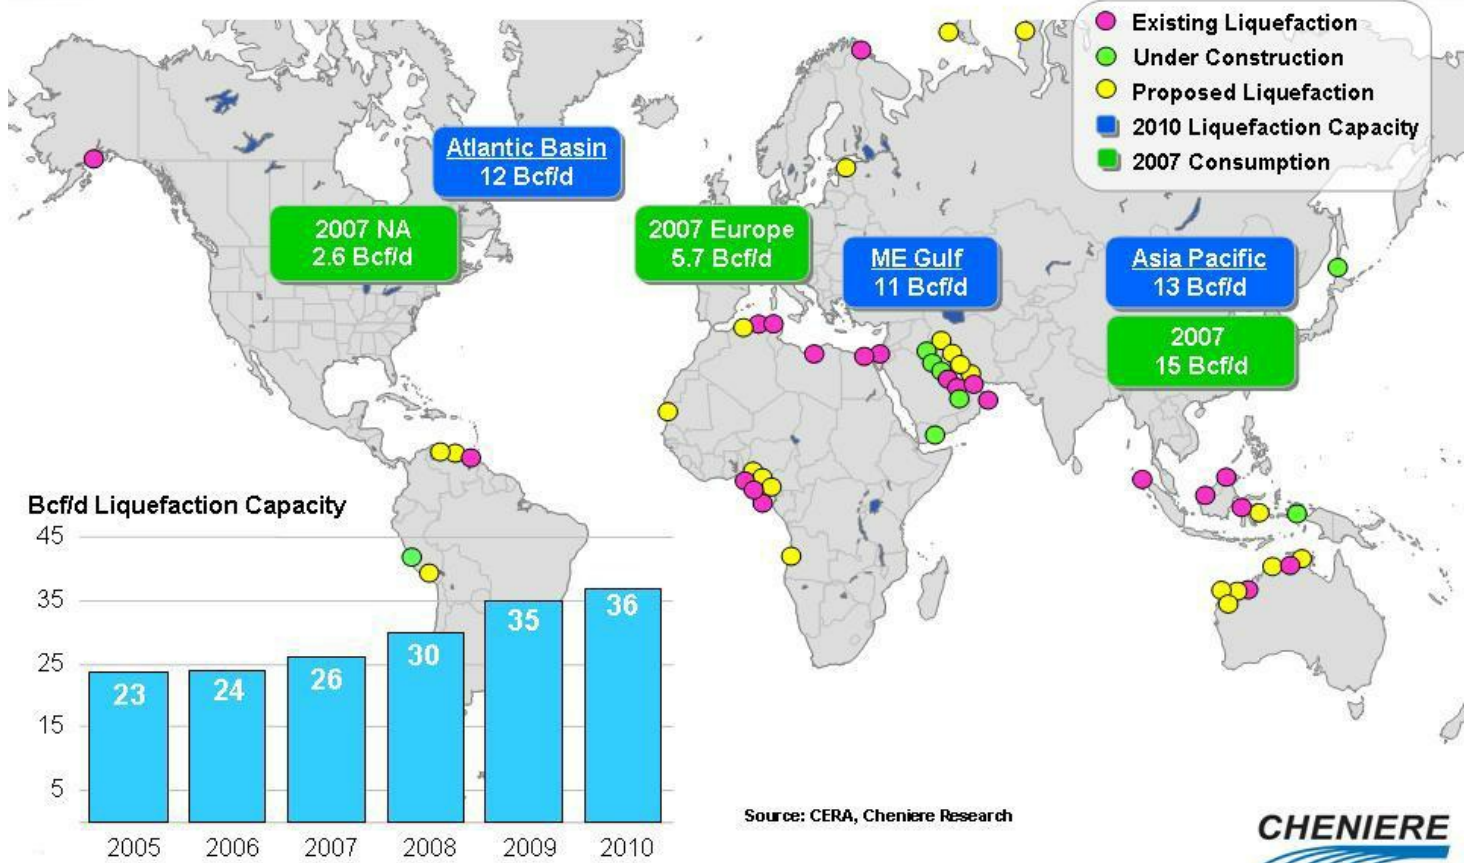 Existing Liquefaction
Under Construction
Proposed Liquefaction
2010 Liquefaction Capacity
2007 Consumption
Atlantic Basin
12 Bcf/d
2007 NA
2.6 Bcf/d
2007 Europe
5.7 Bcf/d
ME Gulf
11 Bcf/d
Asia Pacific
13 Bcf/d
2007
15 Bcf/d
Bcf/d Liquefaction Capacity
45
35
25
15
5
23
24
26
30
35
36
2005
2006
2007
2008
2009
2010
Source: CERA, Cheniere Research
CHENIERE